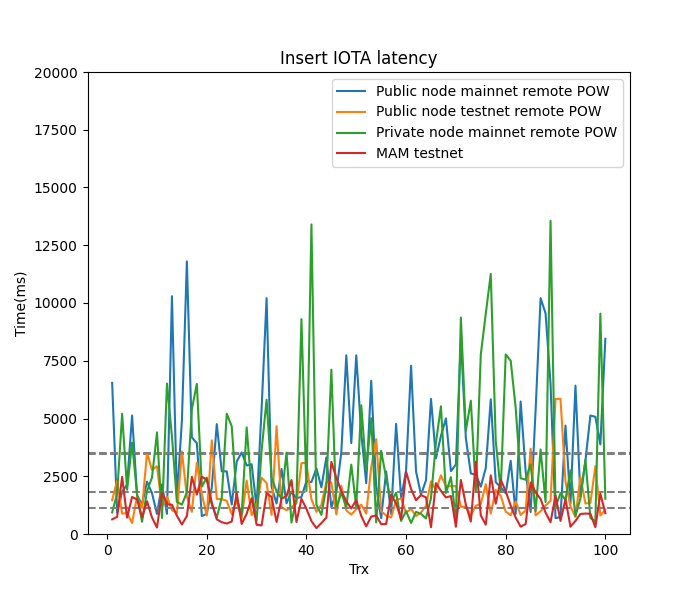 Insert IOTA latency
20000
17500
15000
12500
10000
7500
5000
2500
0
Time(ms)
Public node mainnet remote POW
Public node testnet remote POW
Private node mainnet remote POW
MAM testnet
0 20 40 60 80 100
Trx